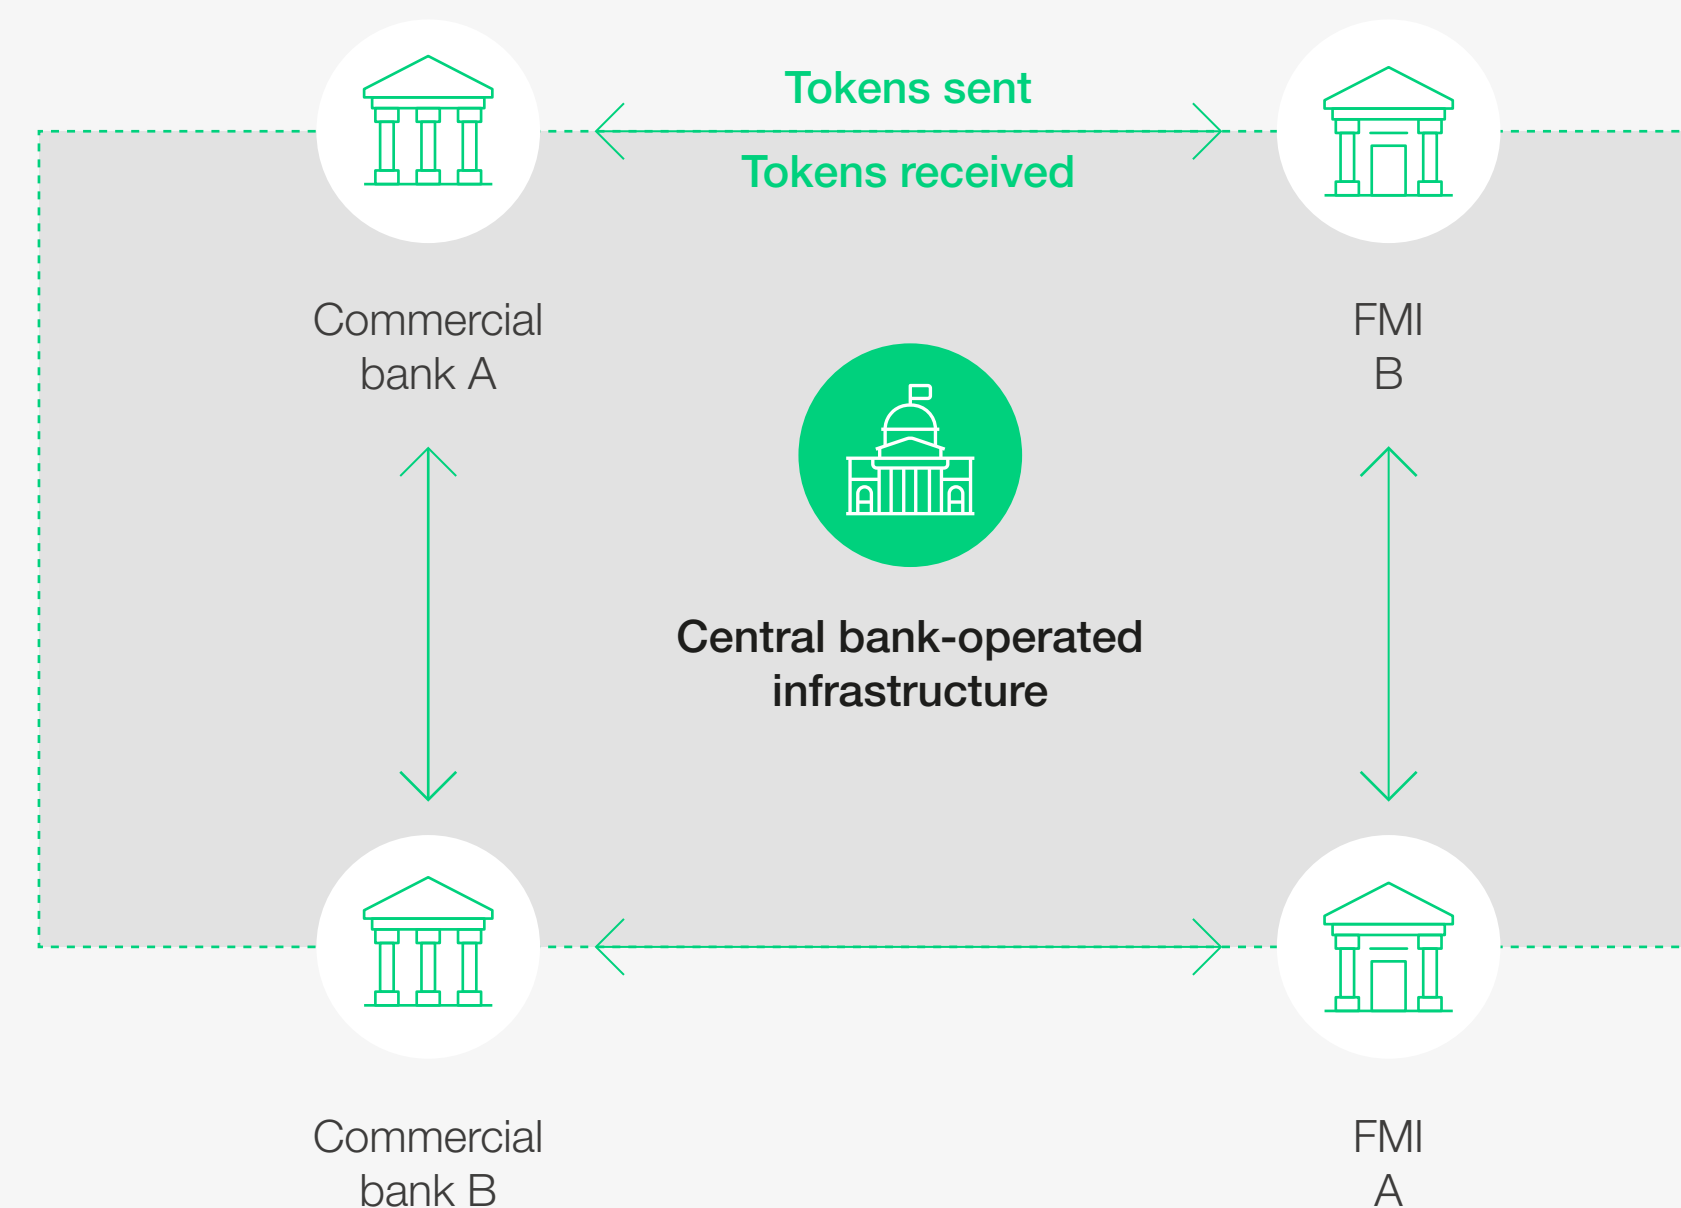 Tokens sent
Tokens received
Commercial
bank A
FMI
B
Central bank-operated
infrastructure
Commercial
bank B
FMI
A